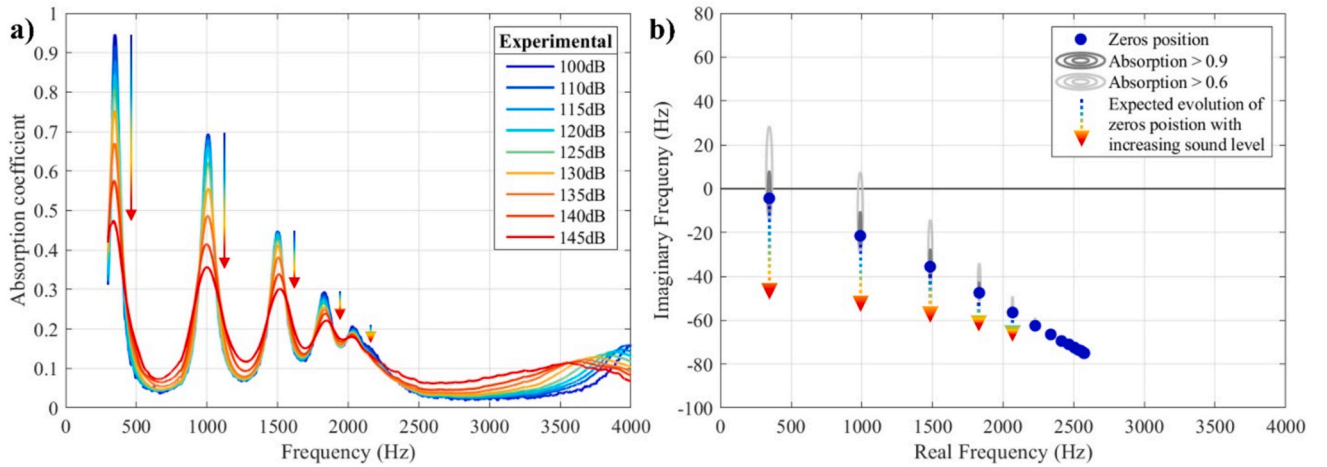 a)
Absorption coefficient
1
0.9
0.8
0.7
0.6
0.5
0.4
0.3
0.2
0.1
0
0 500 1000 1500 2000 2500 3000 3500 4000
Frequency (Hz)
Experimental
100dB
110dB
115dB
120dB
125dB
130dB
135dB
140dB
145dB
b)
Imaginary Frequeny (Hz)
80
60
40
20
0
-20
-40
-60
-80
-100
0 500 1000 1500 2000 2500 3000 3500 4000
Real Frequency (Hz)
Zeros position
Absorption > 0.9
Absorption > 0.6
Expected evolution of
zeros poistion with
increasing sound level